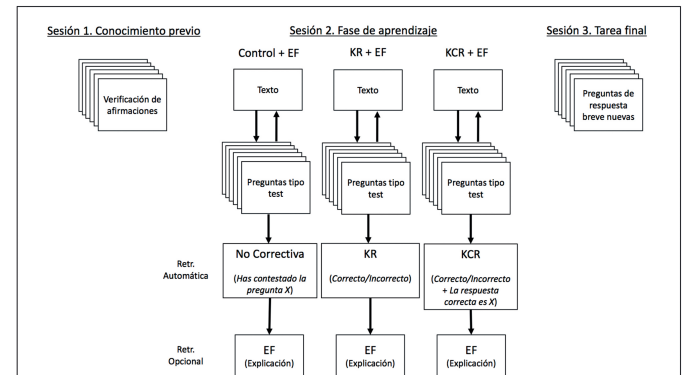 Sesión 1. Conocimiento previo
Verificación de
afirmaciones
Sesión 2. Fase de aprendizaje
Control + EF
KR + EF
KCR + EF
Texto
Texto
Texto
Preguntas tipo
test
Preguntas tipo
test
Preguntas tipo
test
Retr.
Automática
No Correctiva
(Has contestado la
pregunta X)
KR
(Correcto/Incorrecto)
KCR
(Correcto/Incorrecto
+ La respuesta
correcta es X)
Retr.
Opcional
EF
(Explicación)
EF
(Explicación)
EF
(Explicación)
Sesión 3. Tarea final
Preguntas de
respuesta
breve nuevas